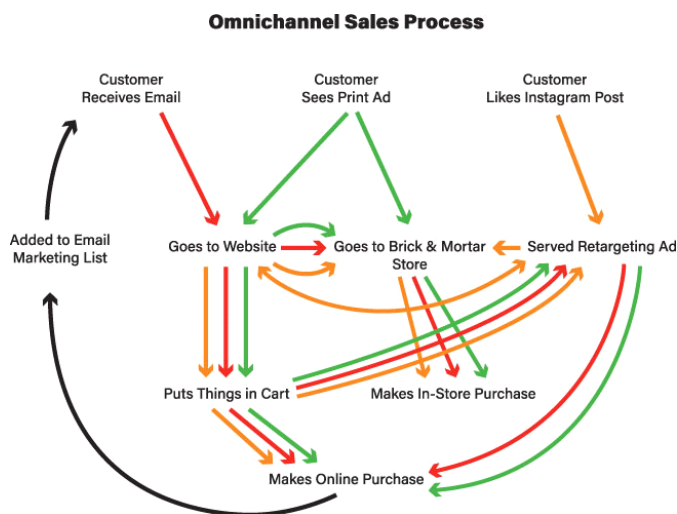 Omnichannel Sales Process
Customer
Receives Email
Customer
Sees Print Ad
Customer
Likes Instagram Post
Added to Email
Marketing List
Goes to Website
Goes to Brick & Mortar
Store
Served Retargeting Ad
Puts Things in Cart
Makes In-Store Purchase
Makes Online Purchase